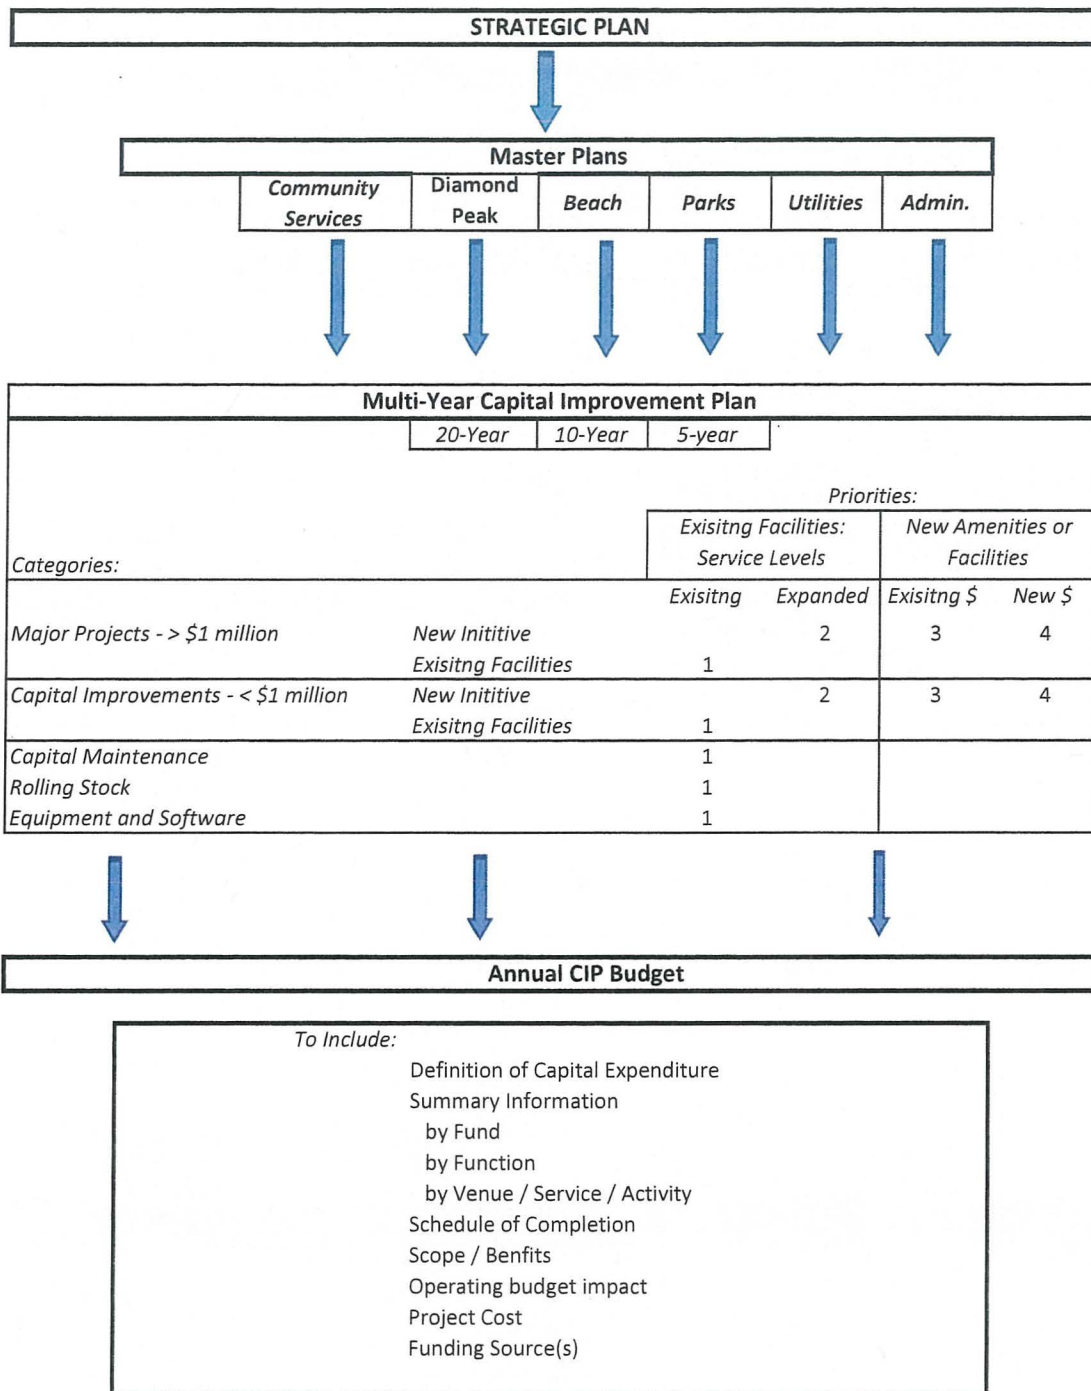 STRATEGIC PLAN
Master Plans
Community Services
Diamond Peak
Beach
Parks
Utilities
Admin.
Multi-Year Capital Improvement Plan
20-Year 10-Year 5-year
Priorities:
Exisitng Facilities: Service Levels
New Amenities or Facilities
Categories:
Exisitng Expanded Exisitng $ New $
Major Projects - > $1 million New Inititive 2 3 4
Exisitng Facilities 1
Capital Improvements - < $1 million New Inititive 2 3 4
Exisitng Facilities 1
Capital Maintenance 1
Rolling Stock 1
Equipment and Software 1
Annual CIP Budget
To Include:
Definition of Capital Expenditure
Summary Information
by Fund
by Function
by Venue / Service / Activity
Schedule of Completion
Scope / Benfits
Operating budget impact
Project Cost
Funding Source(s)